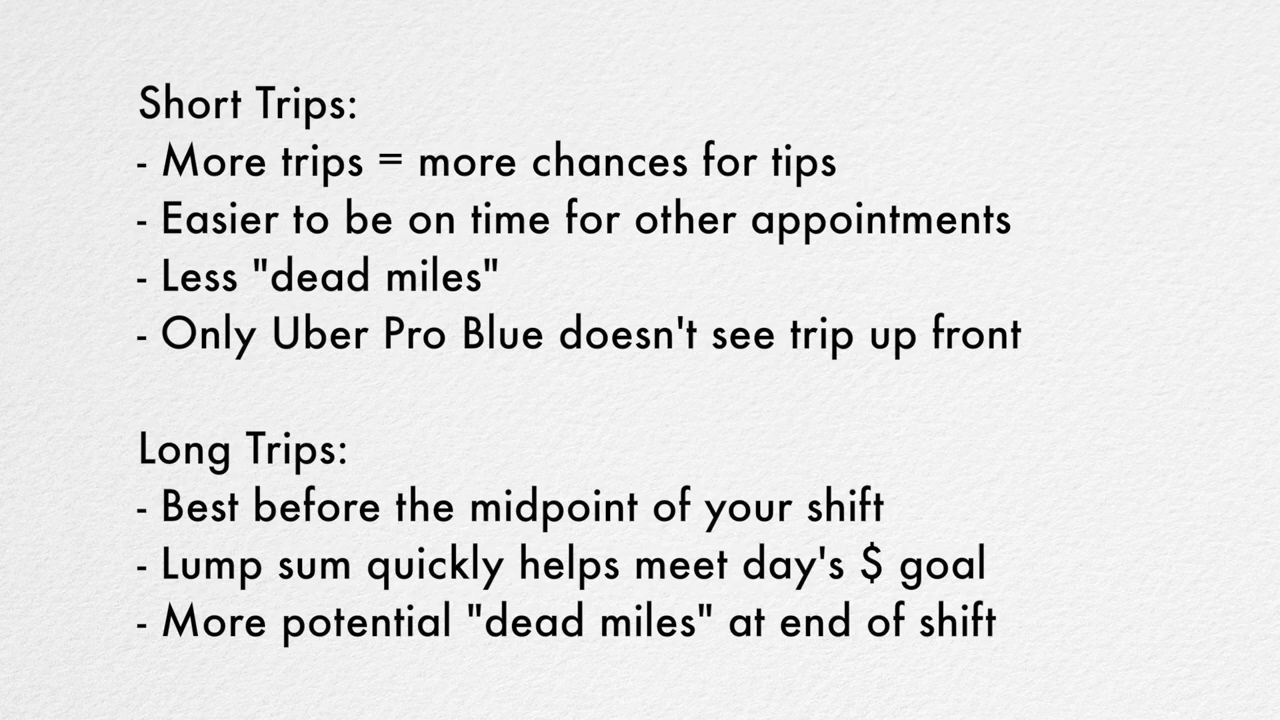 Short Trips:
- More trips = more chances for tips
- Easier to be on time for other appointments
- Less "dead miles"
- Only Uber Pro Blue doesn't see trip up front
Long Trips:
- Best before the midpoint of your shift
- Lump sum quickly helps meet day's $ goal
- More potential "dead miles" at end of shift